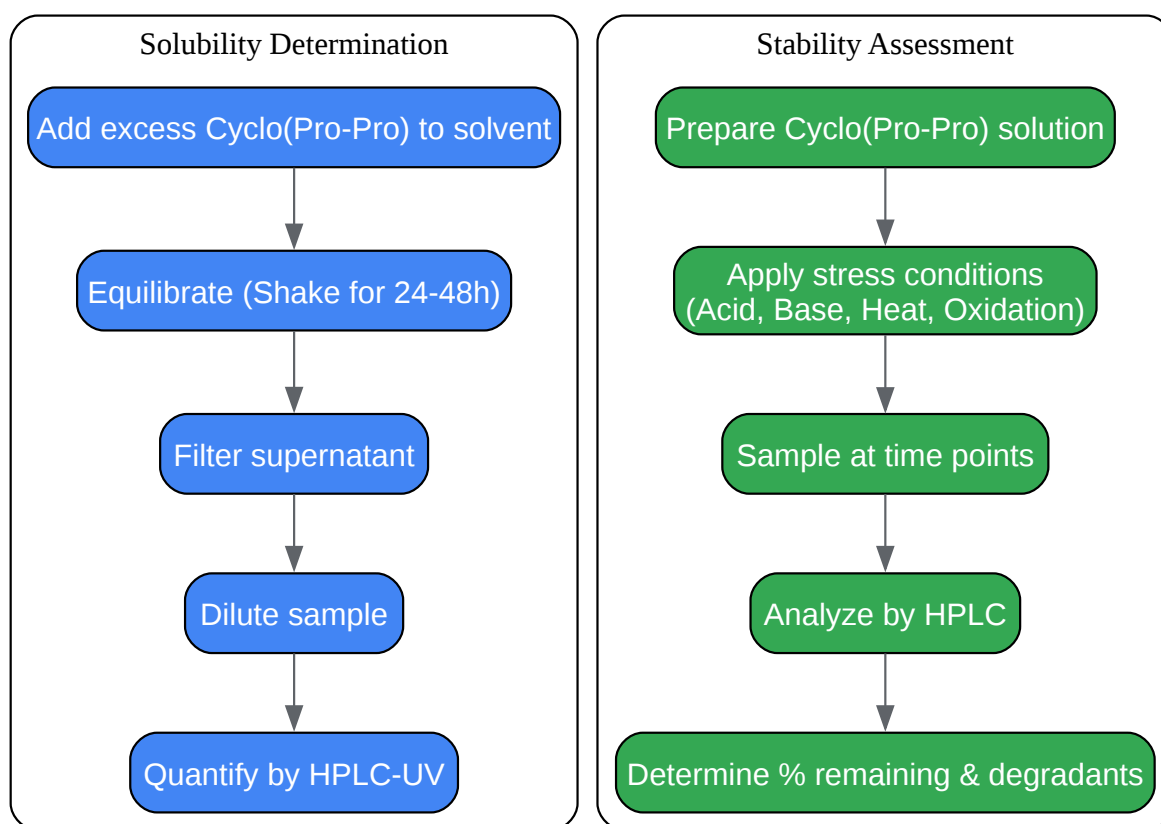 Solubility Determination
Add excess Cyclo(Pro-Pro) to solvent
Equilibrate (Shake for 24-48h)
Filter supernatant
Dilute sample
Quantify by HPLC-UV
Stability Assessment
Prepare Cyclo(Pro-Pro) solution
Apply stress conditions
(Acid, Base, Heat, Oxidation)
Sample at time points
Analyze by HPLC
Determine % remaining & degradants